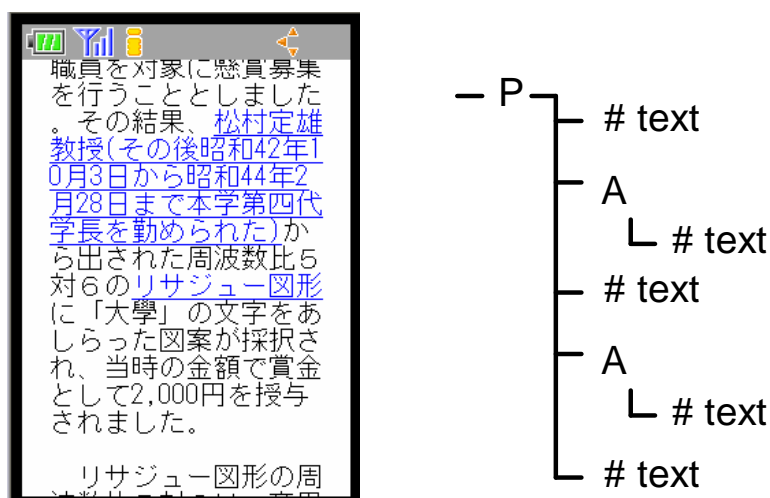 職員を対象に懸賞募集
を行うこととしました
。その結果、松村定雄
教授(その後昭和42年1
0月3日から昭和44年2
月28日まで本学第四代
学長を勤められた)か
ら出された周波数比５
対６のリサジュー図形
に「大學」の文字をあ
しらった図案が採択さ
れ、当時の金額で賞金
として2,000円を授与
されました。
リサジュー図形の周
P
# text
A
# text
# text
A
# text
# text